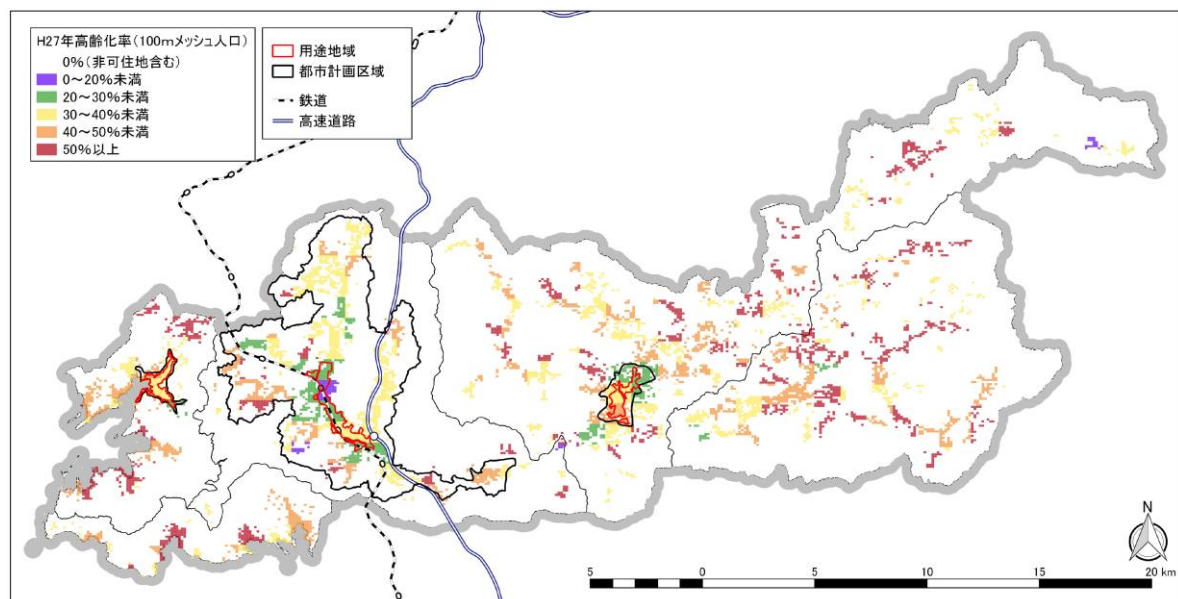 H27年高齢化率(100mメッシュ人口)
0%(非可住地含む)
0～20%未満
20～30%未満
30～40%未満
40～50%未満
50%以上
用途地域
都市計画区域
鉄道
高速道路
N
5 0 5 10 15 20 km